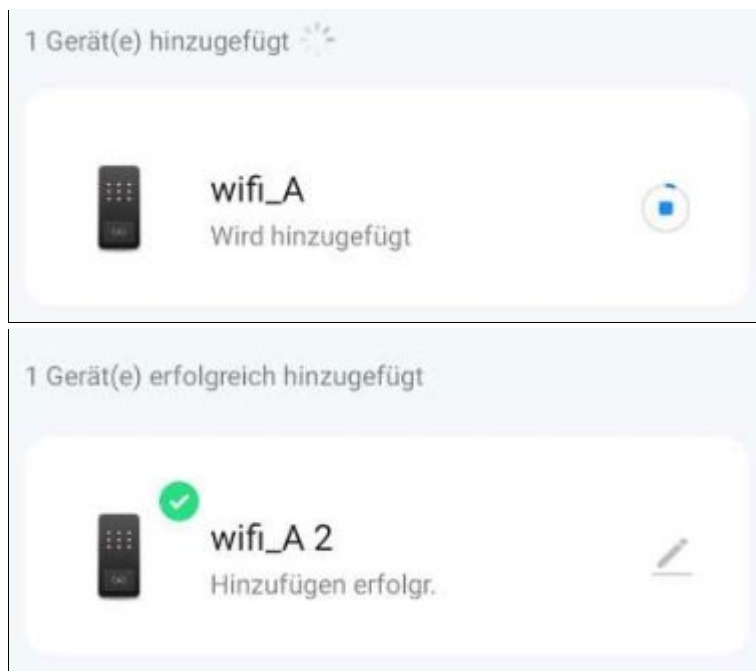 1 Gerät(e) hinzugefügt
wifi_A
Wird hinzugefügt
1 Gerät(e) erfolgreich hinzugefügt
wifi_A 2
Hinzufügen erfolgr.